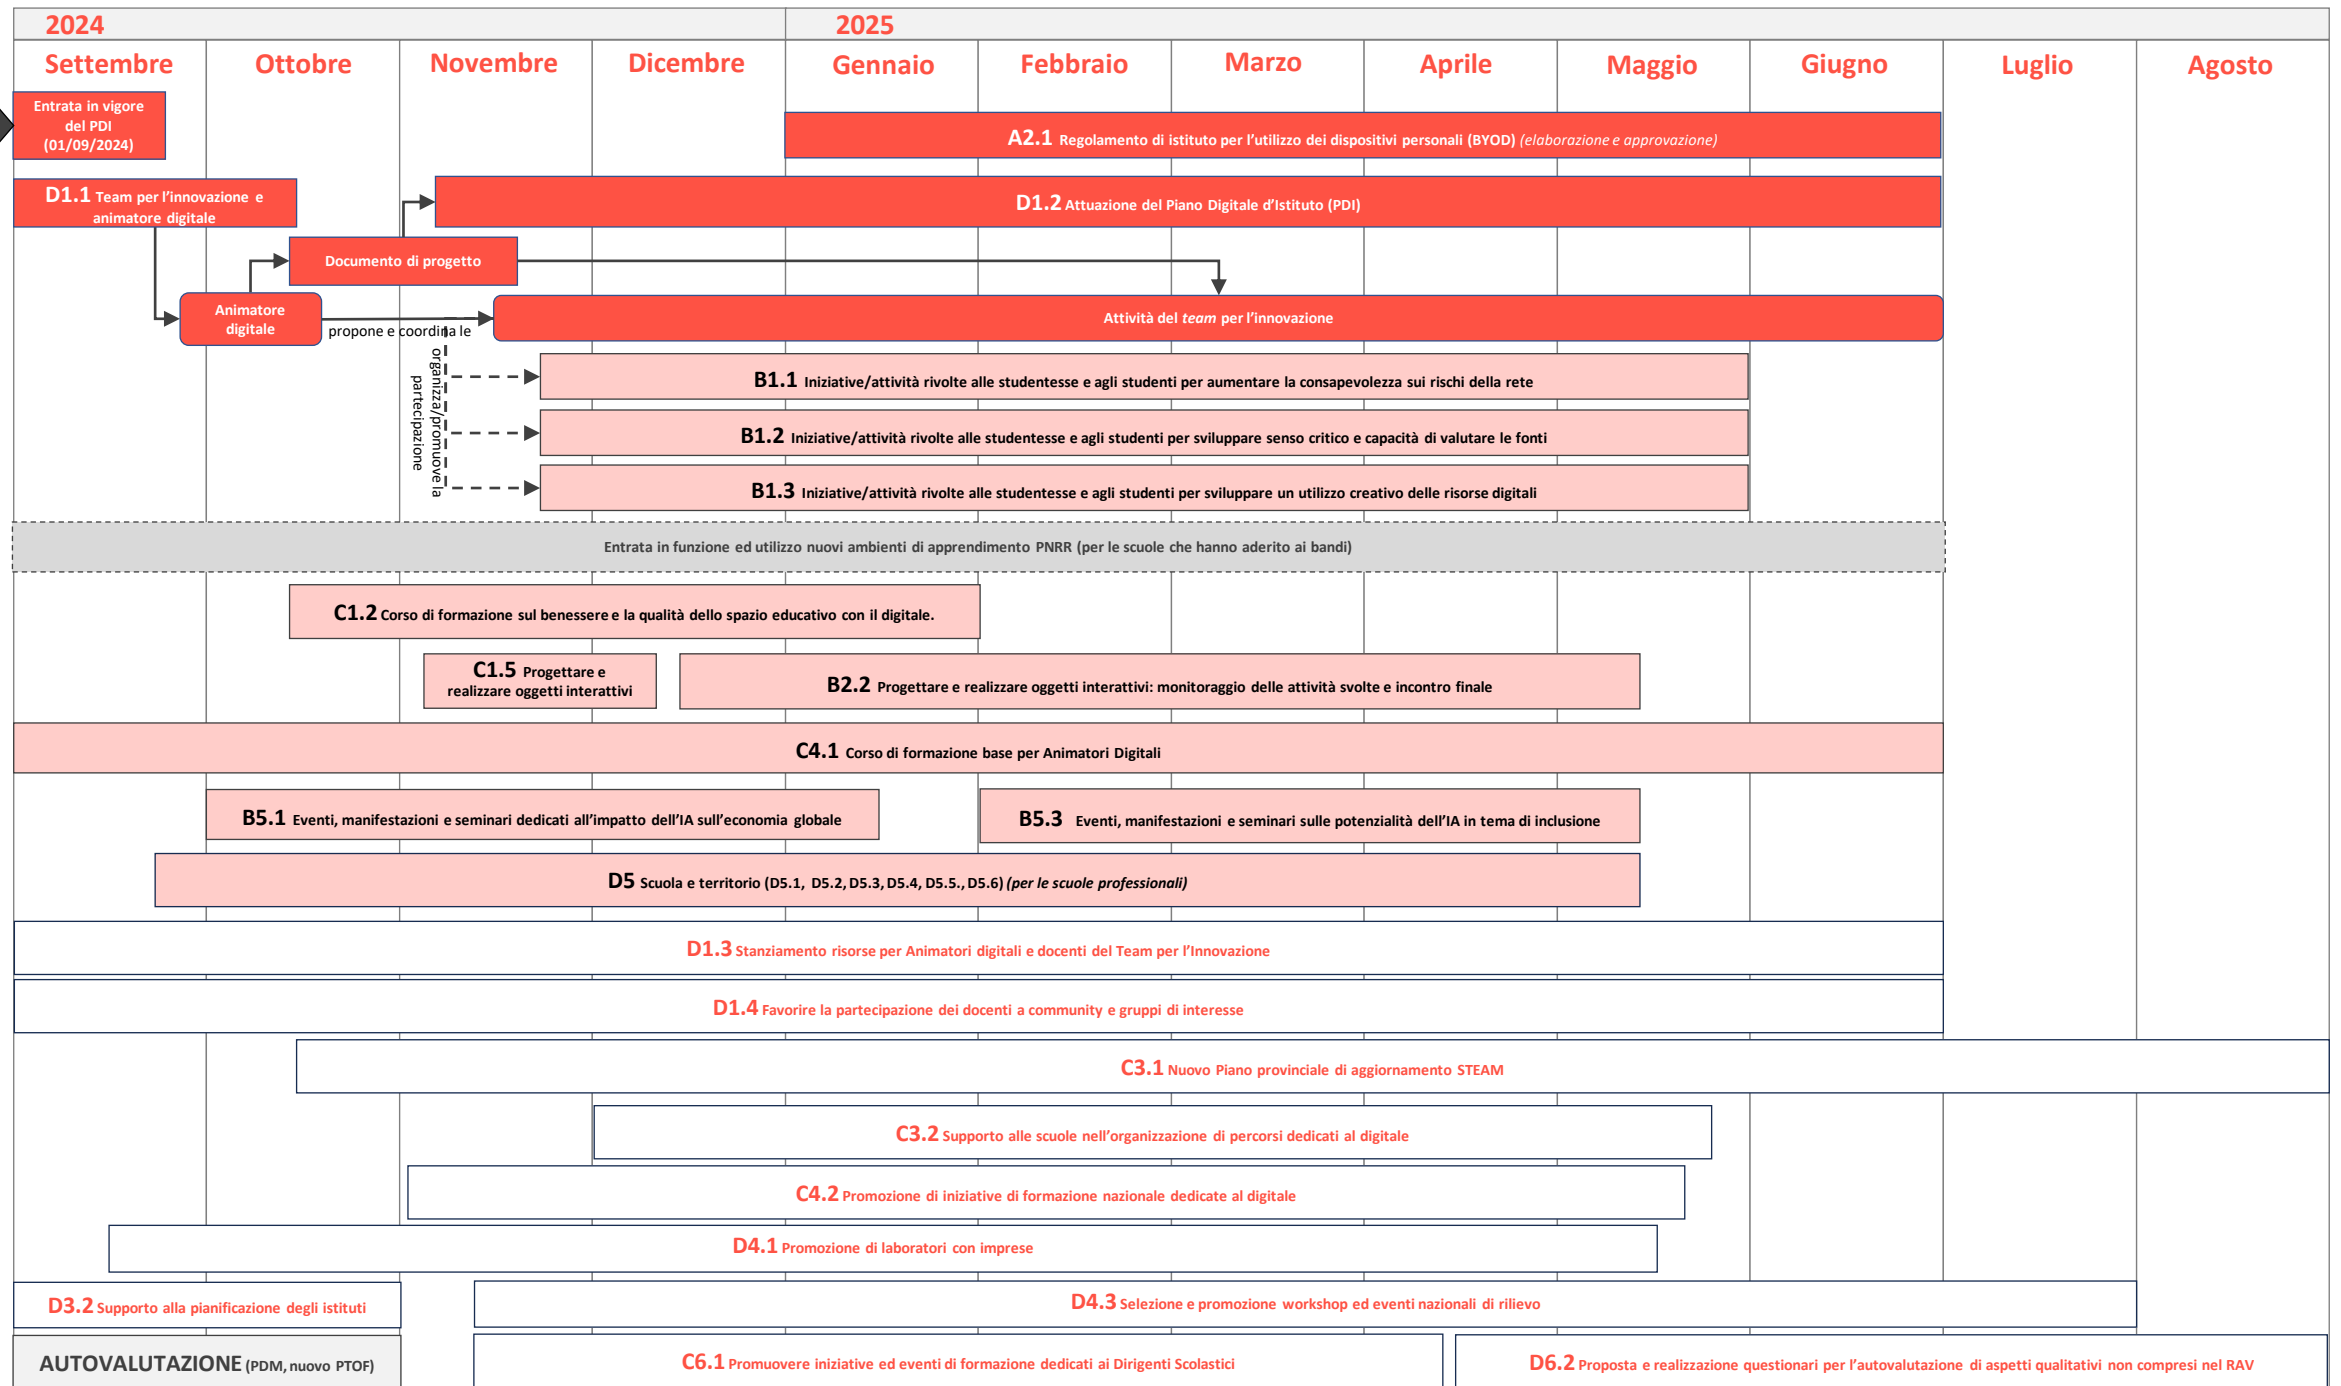 2024
2025
Settembre
Ottobre
Novembre
Dicembre
Gennaio
Febbraio
Marzo
Aprile
Maggio
Giugno
Luglio
Agosto
Entrata in vigore
del PDI
(01/09/2024)
A2.1 Regolamento di istituto per l’utilizzo dei dispositivi personali (BYOD) (elaborazione e approvazione)
D1.1 Team per l’innovazione e
animatore digitale
D1.2 Attuazione del Piano Digitale d’Istituto (PDI)
Documento di progetto
Animatore
digitale
propone e coordina le
Attività del team per l’innovazione
organizza/promuove la
partecipazione
B1.1 Iniziative/attività rivolte alle studentesse e agli studenti per aumentare la consapevolezza sui rischi della rete
B1.2 Iniziative/attività rivolte alle studentesse e agli studenti per sviluppare senso critico e capacità di valutare le fonti
B1.3 Iniziative/attività rivolte alle studentesse e agli studenti per sviluppare un utilizzo creativo delle risorse digitali
Entrata in funzione ed utilizzo nuovi ambienti di apprendimento PNRR (per le scuole che hanno aderito ai bandi)
C1.2 Corso di formazione sul benessere e la qualità dello spazio educativo con il digitale.
C1.5 Progettare e
realizzare oggetti interattivi
B2.2 Progettare e realizzare oggetti interattivi: monitoraggio delle attività svolte e incontro finale
C4.1 Corso di formazione base per Animatori Digitali
B5.1 Eventi, manifestazioni e seminari dedicati all’impatto dell’IA sull’economia globale
B5.3 Eventi, manifestazioni e seminari sulle potenzialità dell’IA in tema di inclusione
D5 Scuola e territorio (D5.1, D5.2, D5.3, D5.4, D5.5., D5.6) (per le scuole professionali)
D1.3 Stanziamento risorse per Animatori digitali e docenti del Team per l’Innovazione
D1.4 Favorire la partecipazione dei docenti a community e gruppi di interesse
C3.1 Nuovo Piano provinciale di aggiornamento STEAM
C3.2 Supporto alle scuole nell’organizzazione di percorsi dedicati al digitale
C4.2 Promozione di iniziative di formazione nazionale dedicate al digitale
D4.1 Promozione di laboratori con imprese
D3.2 Supporto alla pianificazione degli istituti
D4.3 Selezione e promozione workshop ed eventi nazionali di rilievo
AUTOVALUTAZIONE (PDM, nuovo PTOF)
C6.1 Promuovere iniziative ed eventi di formazione dedicati ai Dirigenti Scolastici
D6.2 Proposta e realizzazione questionari per l’autovalutazione di aspetti qualitativi non compresi nel RAV